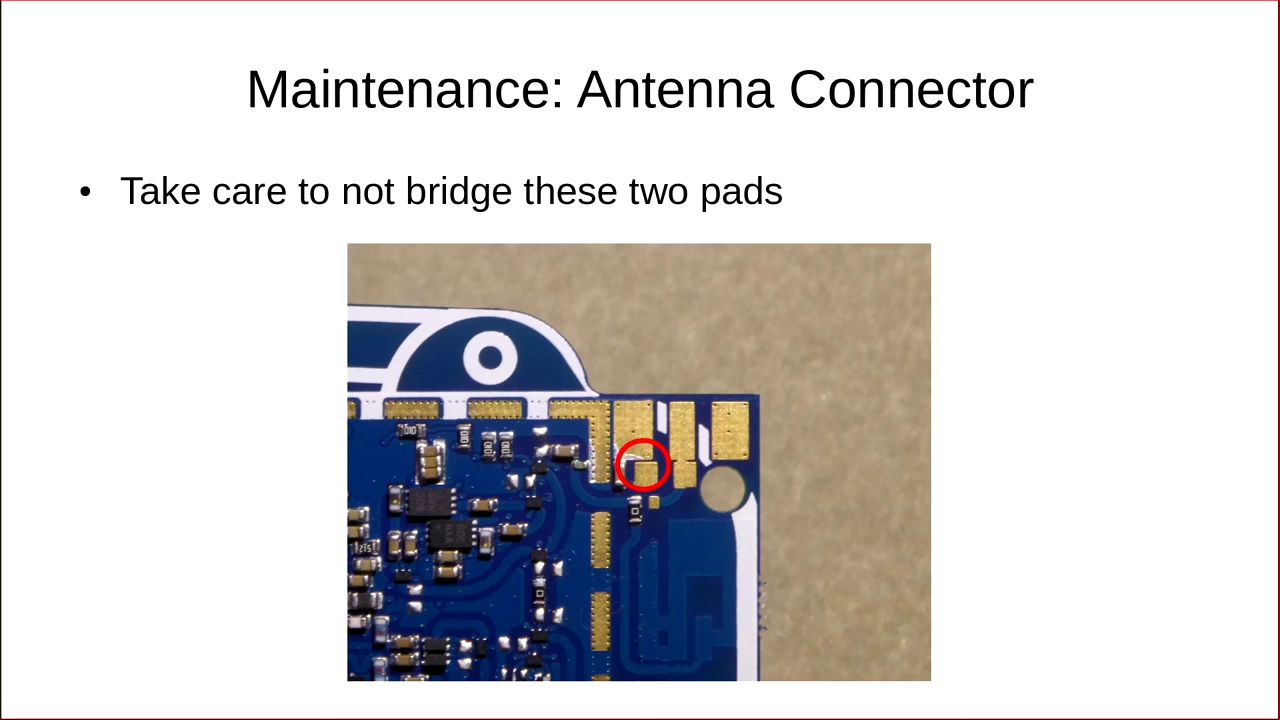 Maintenance: Antenna Connector
• Take care to not bridge these two pads